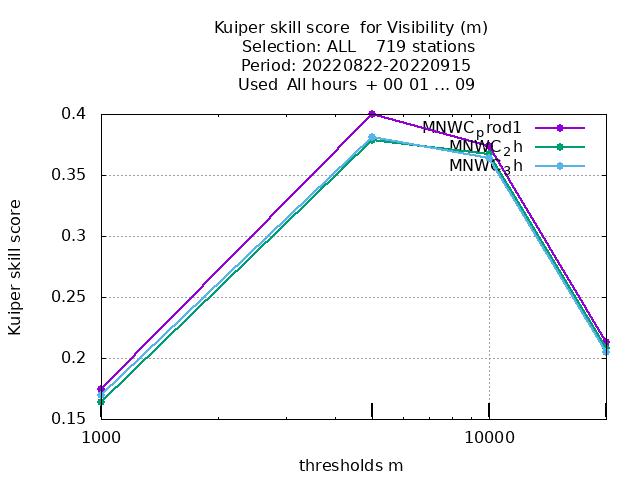 Kuiper skill score for Visibility (m)
Selection: ALL 719 stations
Period: 20220822-20220915
Used All hours + 00 01 ... 09
0.4
0.35
0.3
0.25
0.2
0.15
Kuiper skill score
MNWC_prod1
MNWC_2h
MNWC_3h
1000
10000
thresholds m